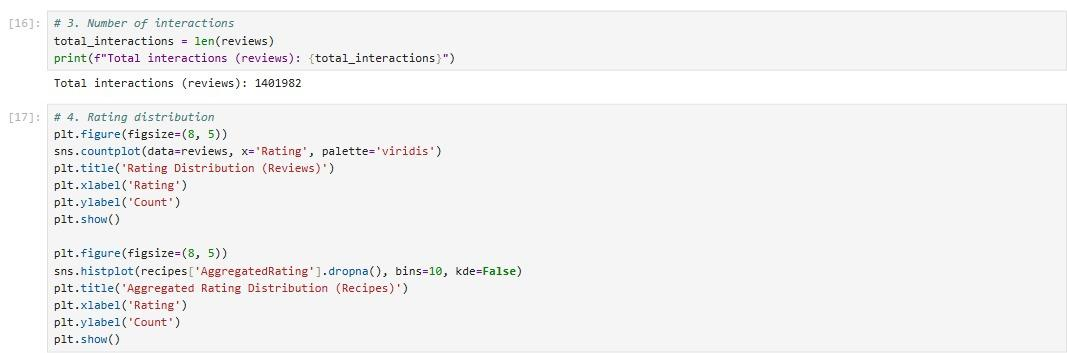 [16]: # 3. Number of interactions
total_interactions = len(reviews)
print(f"Total interactions (reviews): {total_interactions}")
Total interactions (reviews): 1401982
[17]: # 4. Rating distribution
plt.figure(figsize=(8, 5))
sns.countplot(data=reviews, x='Rating', palette='viridis')
plt.title('Rating Distribution (Reviews)')
plt.xlabel('Rating')
plt.ylabel('Count')
plt.show()
plt.figure(figsize=(8, 5))
sns.histplot(recipes['AggregatedRating'].dropna(), bins=10, kde=False)
plt.title('Aggregated Rating Distribution (Recipes)')
plt.xlabel('Rating')
plt.ylabel('Count')
plt.show()